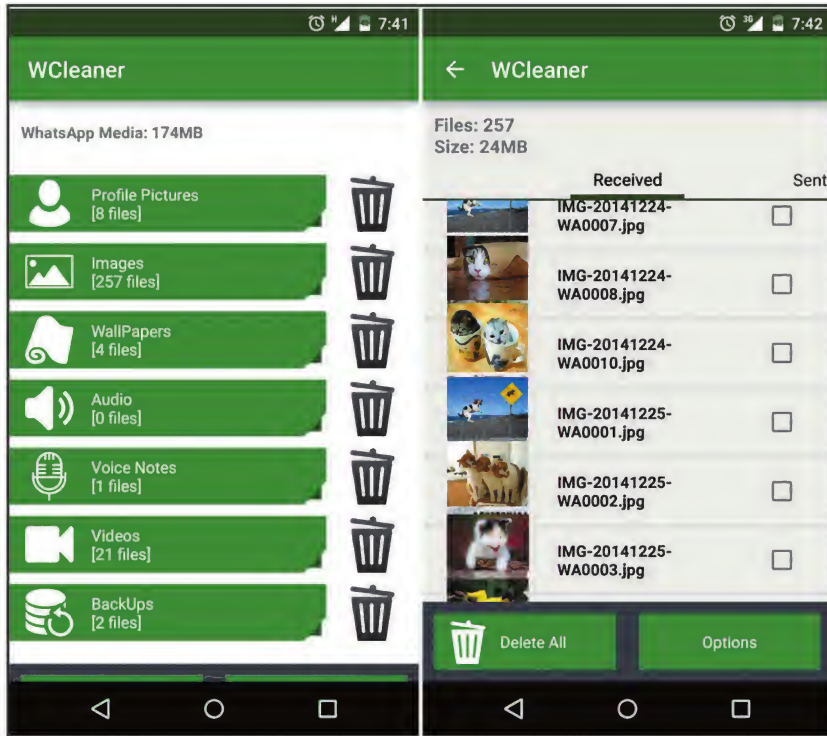 H 7:41
WCleaner
WhatsApp Media: 174MB
Profile Pictures
[8 files]
Images
[257 files]
WallPapers
[4 files]
Audio
[0 files]
Voice Notes
[1 files]
Videos
[21 files]
BackUps
[2 files]
3G 7:42
WCleaner
Files: 257
Size: 24MB
Received Sent
IMG-20141224-
WA0007.jpg
IMG-20141224-
WA0008.jpg
IMG-20141224-
WA0010.jpg
IMG-20141225-
WA0001.jpg
IMG-20141225-
WA0002.jpg
IMG-20141225-
WA0003.jpg
Delete All Options